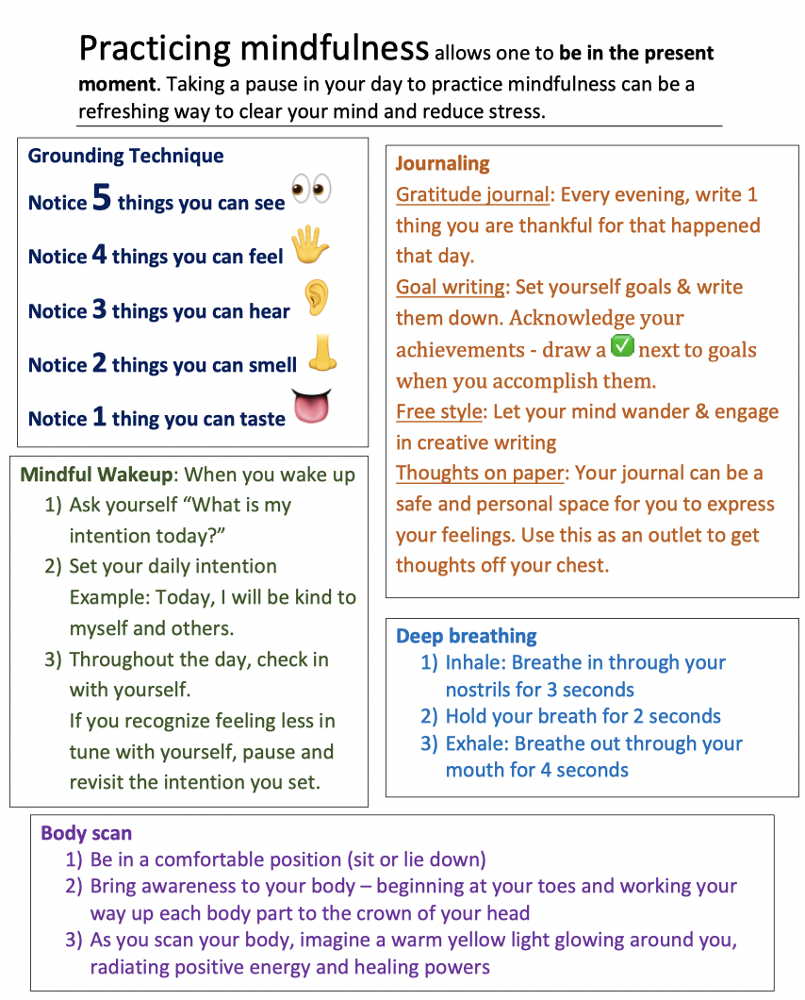 Practicing mindfulness allows one to be in the present
moment. Taking a pause in your day to practice mindfulness can be a
refreshing way to clear your mind and reduce stress.
Grounding Technique
Notice 5 things you can see 👀
Notice 4 things you can feel 🖐
Notice 3 things you can hear 👂
Notice 2 things you can smell 👃
Notice 1 thing you can taste 👅
Mindful Wakeup: When you wake up
1) Ask yourself “What is my
intention today?”
2) Set your daily intention
Example: Today, I will be kind to
myself and others.
3) Throughout the day, check in
with yourself.
If you recognize feeling less in
tune with yourself, pause and
revisit the intention you set.
Journaling
Gratitude journal: Every evening, write 1
thing you are thankful for that happened
that day.
Goal writing: Set yourself goals & write
them down. Acknowledge your
achievements - draw a ✅ next to goals
when you accomplish them.
Free style: Let your mind wander & engage
in creative writing
Thoughts on paper: Your journal can be a
safe and personal space for you to express
your feelings. Use this as an outlet to get
thoughts off your chest.
Deep breathing
1) Inhale: Breathe in through your
nostrils for 3 seconds
2) Hold your breath for 2 seconds
3) Exhale: Breathe out through your
mouth for 4 seconds
Body scan
1) Be in a comfortable position (sit or lie down)
2) Bring awareness to your body – beginning at your toes and working your
way up each body part to the crown of your head
3) As you scan your body, imagine a warm yellow light glowing around you,
radiating positive energy and healing powers